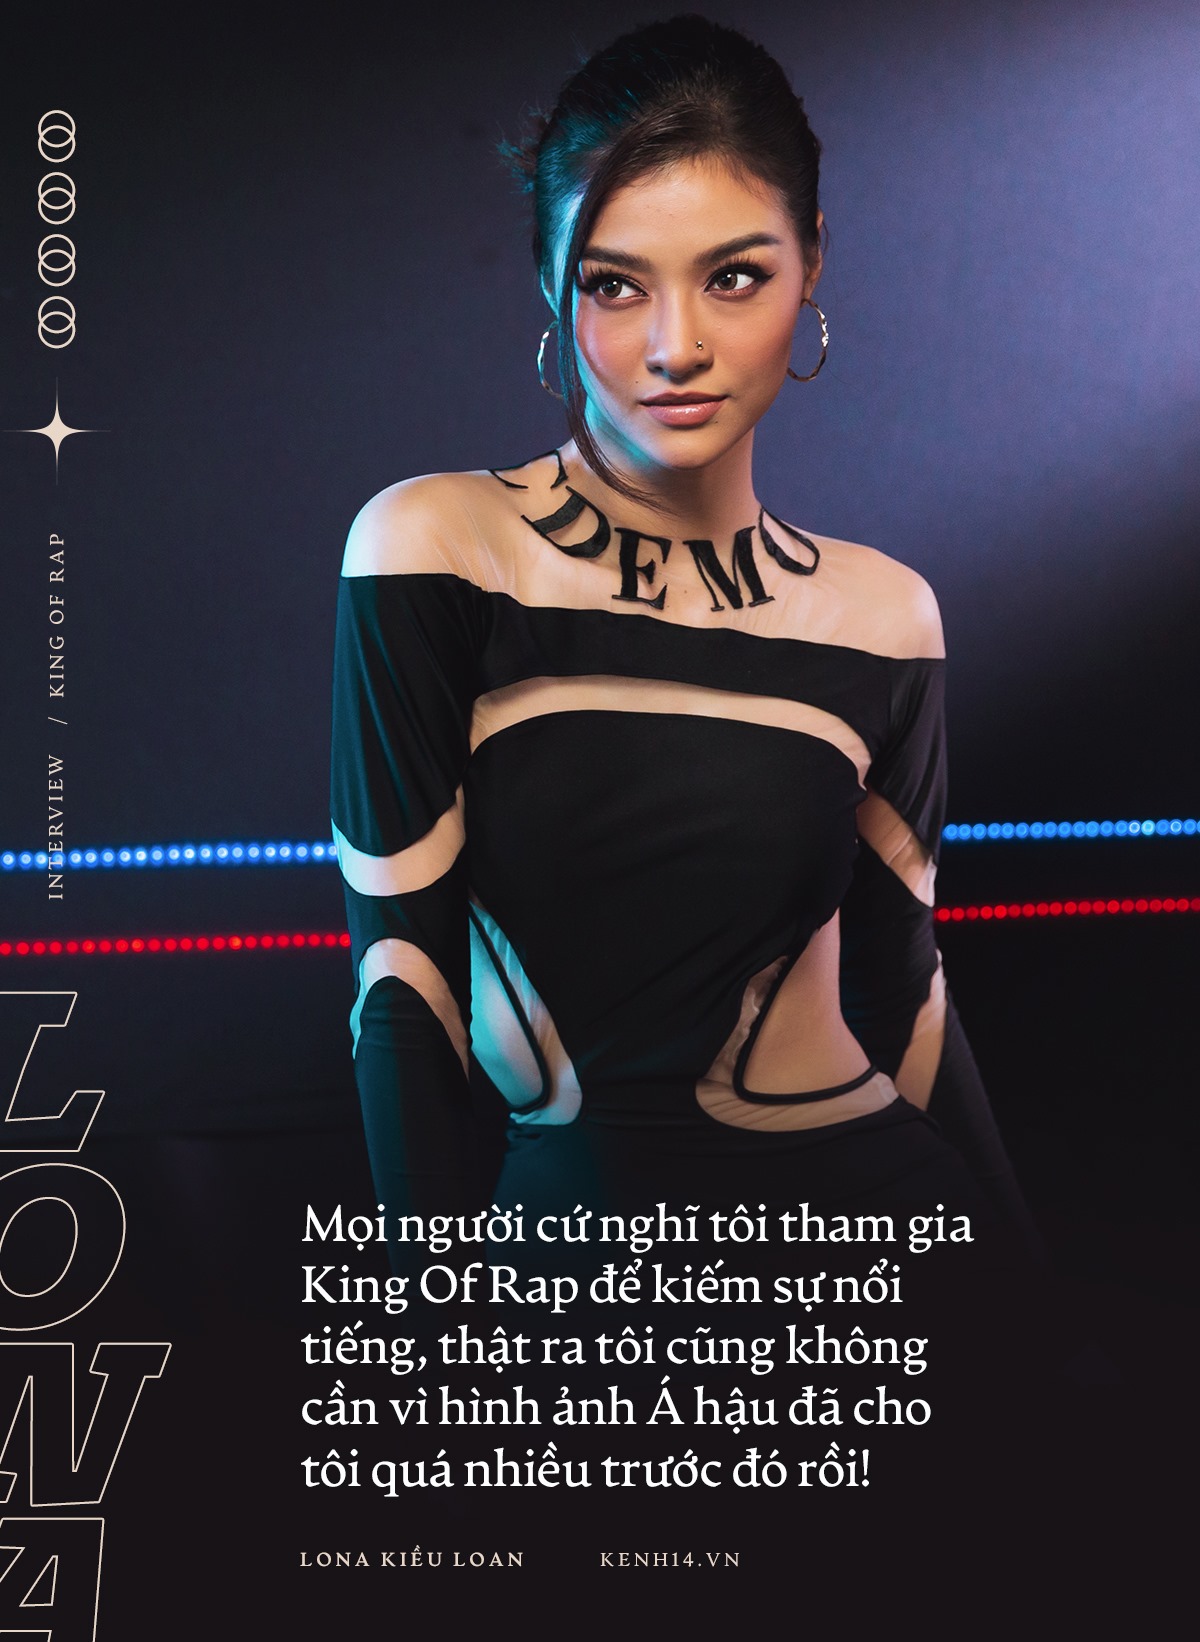 INTERVIEW / KING OF RAP
LONA
DEMO
Mọi người cứ nghĩ tôi tham gia
King Of Rap để kiếm sự nổi
tiếng, thật ra tôi cũng không
cần vì hình ảnh Á hậu đã cho
tôi quá nhiều trước đó rồi!
LONA KIỀU LOAN KENH14.VN